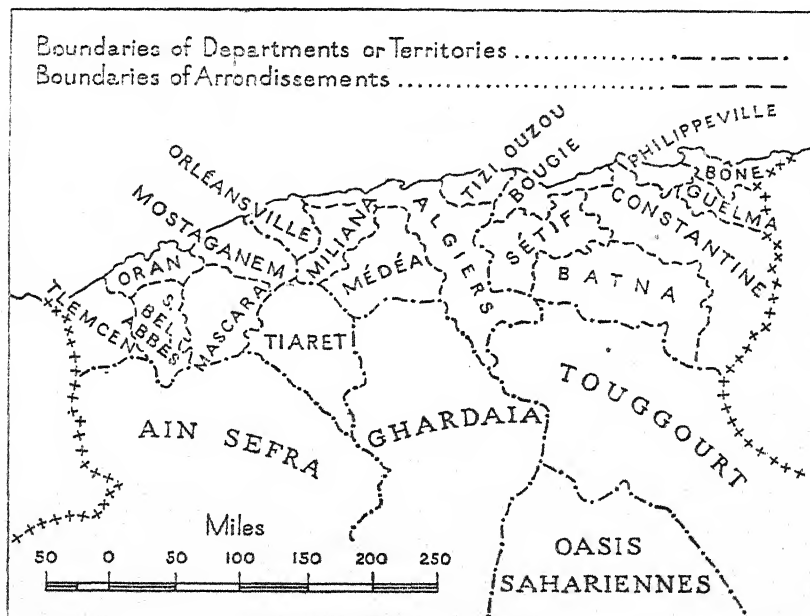 Boundaries of Departments or Territories
Boundaries of Arrondissements
PHILIPPEVILLE
TIZI OUZOU
BOUGIE
BÔNE
GUELMA
ORLÉANSVILLE
MOSTAGANEM
MILIANA
ALGIERS
SETIF
CONSTANTINE
ORAN
MÉDÉA
BATNA
TLEMCEN
S. BEL
ABBÈS
MASCARA
TIARET
TOUGGOURT
AIN SEFRA
GHARDAIA
Miles
50 0 50 100 150 200 250
OASIS
SAHARIENNES